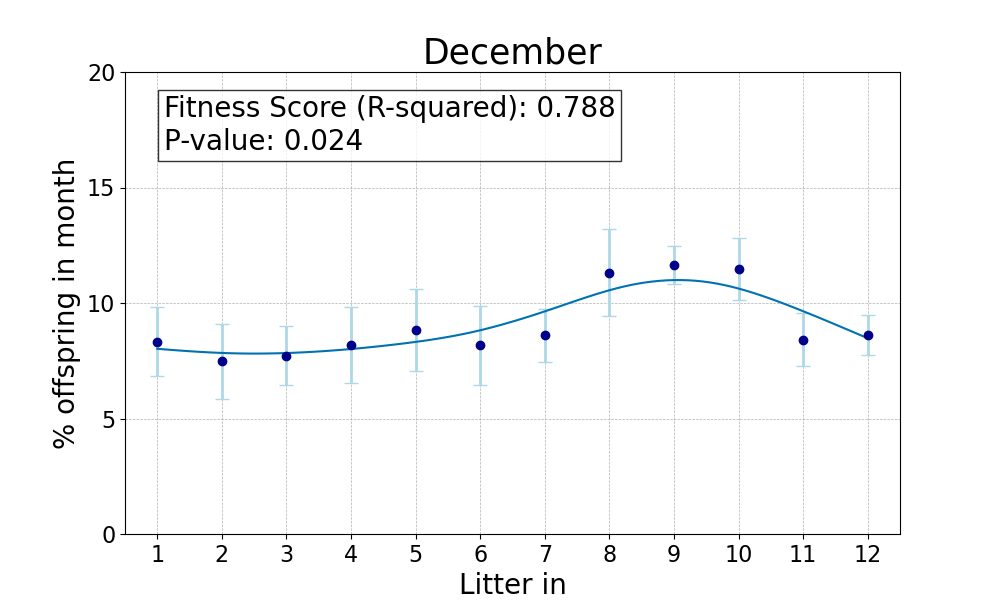 December
Fitness Score (R-squared): 0.788
P-value: 0.024
% offspring in month
20
15
10
5
0
1 2 3 4 5 6 7 8 9 10 11 12
Litter in